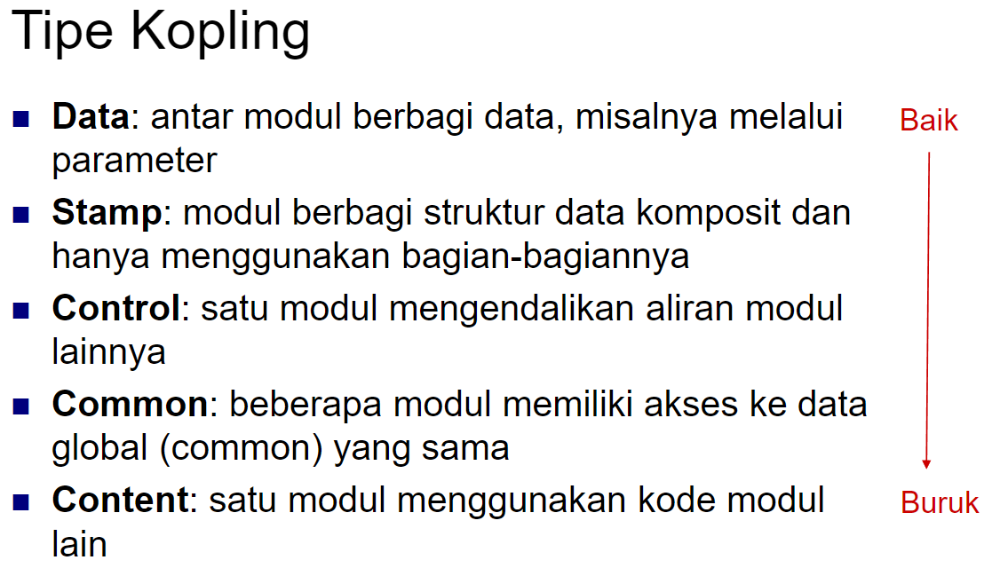 Tipe Kopling
Data: antar modul berbagi data, misalnya melalui
parameter
Baik
Stamp: modul berbagi struktur data komposit dan
hanya menggunakan bagian-bagiannya
Control: satu modul mengendalikan aliran modul
lainnya
Common: beberapa modul memiliki akses ke data
global (common) yang sama
Content: satu modul menggunakan kode modul
lain
Buruk